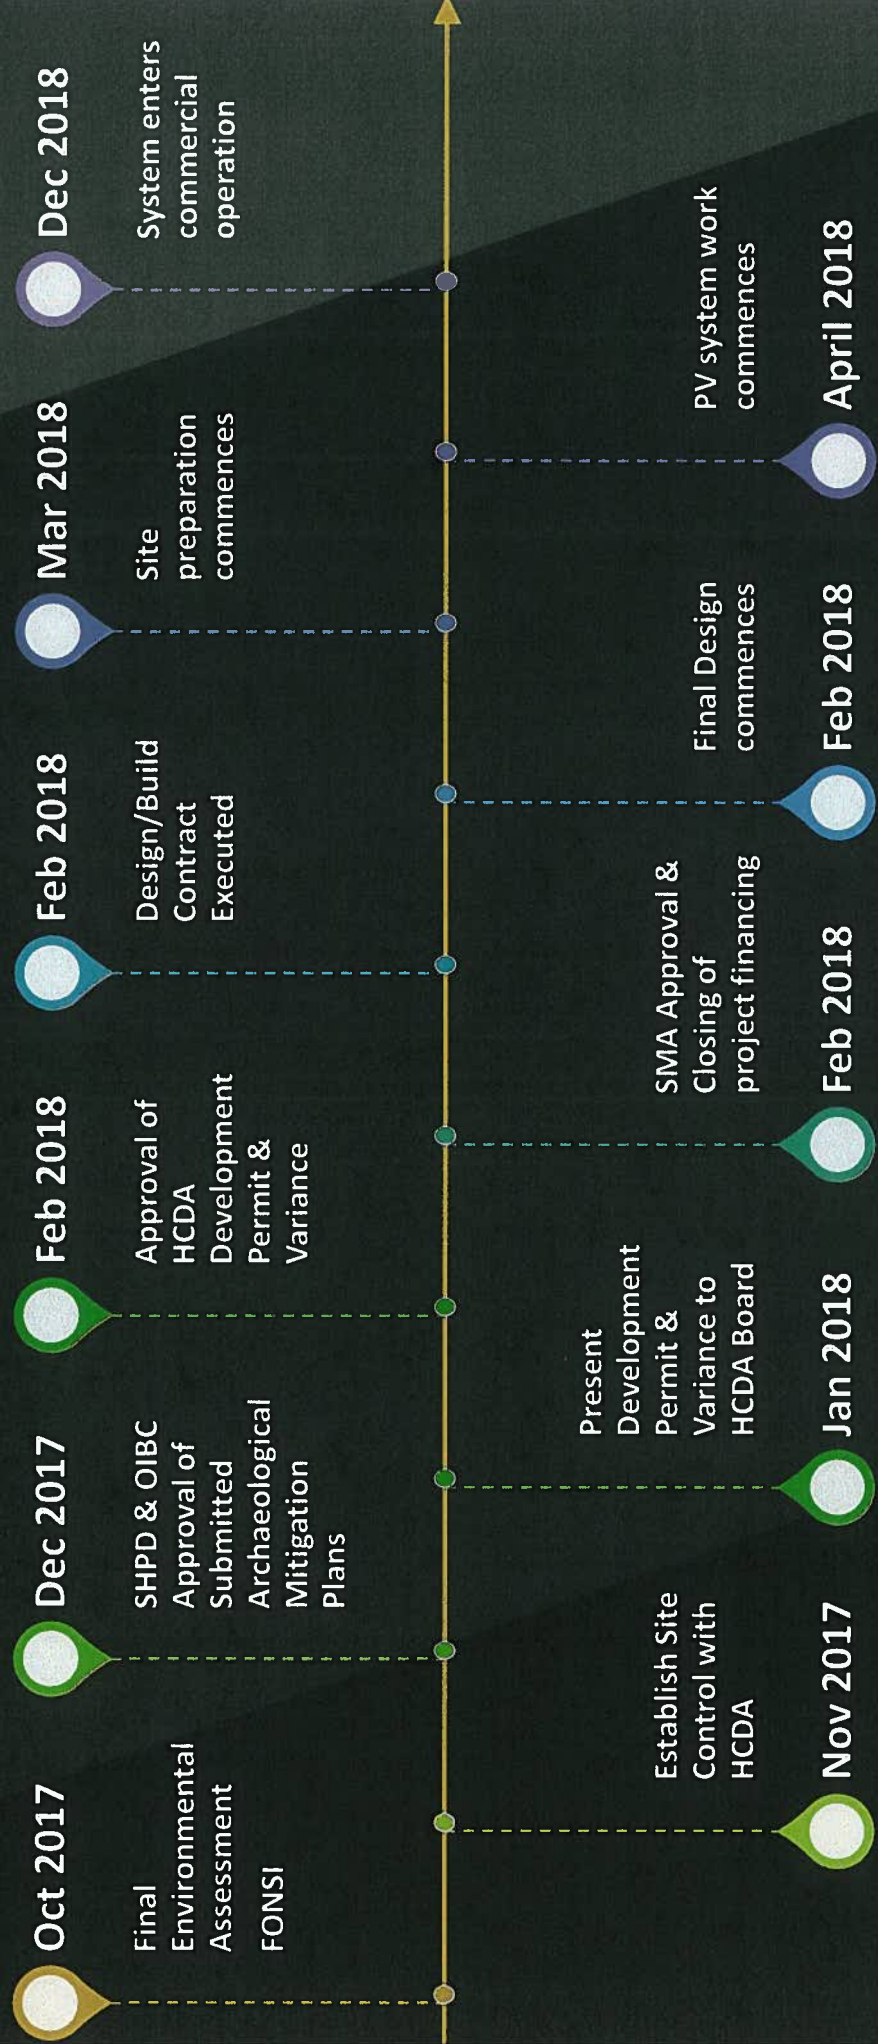 Oct 2017
Final
Environmental
Assessment
FONSI
Nov 2017
Establish Site
Control with
HCDA
Dec 2017
SHPD & OIBC
Approval of
Submitted
Archaeological
Mitigation
Plans
Jan 2018
Present
Development
Permit &
Variance to
HCDA Board
Feb 2018
Approval of
HCDA
Development
Permit &
Variance
Feb 2018
SMA Approval &
Closing of
project financing
Feb 2018
Design/Build
Contract
Executed
Feb 2018
Final Design
commences
Mar 2018
Site
preparation
commences
April 2018
PV system work
commences
Dec 2018
System enters
commercial
operation